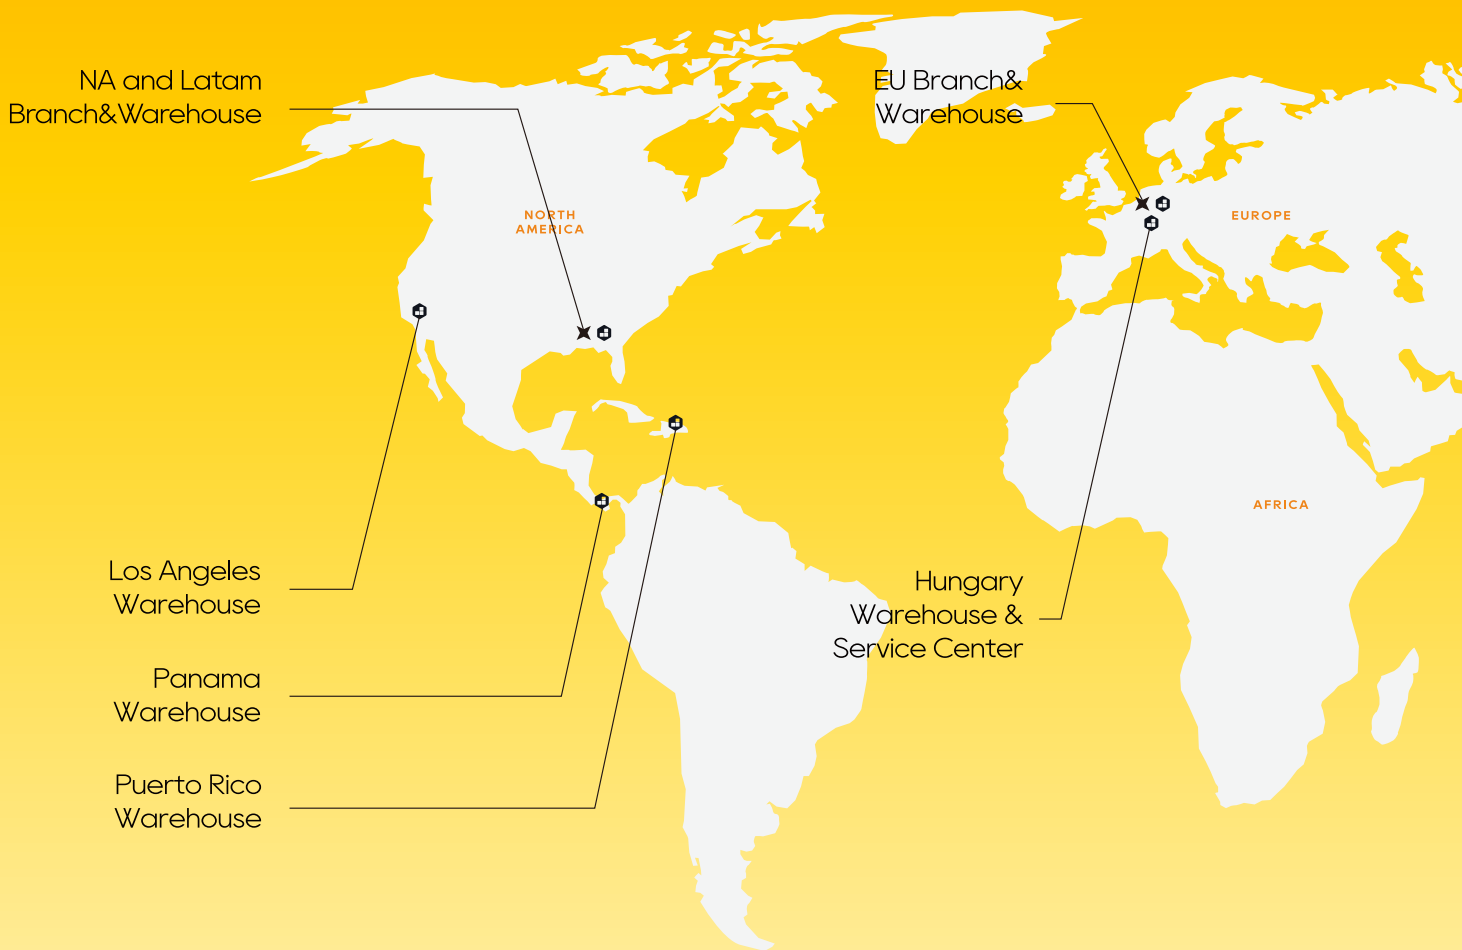 NA and Latam
Branch&Warehouse
EU Branch&
Warehouse
NORTH
AMERICA
EUROPE
AFRICA
Los Angeles
Warehouse
Panama
Warehouse
Puerto Rico
Warehouse
Hungary
Warehouse &
Service Center